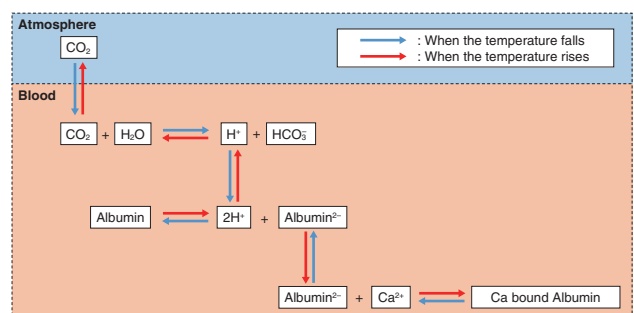 Atmosphere
CO₂
: When the temperature falls
: When the temperature rises
Blood
CO₂ + H₂O H⁺ + HCO₃⁻
Albumin 2H⁺ + Albumin²⁻
Albumin²⁻ + Ca²⁺ Ca bound Albumin